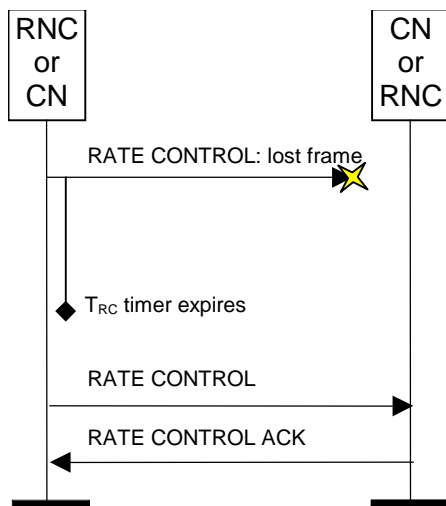 RNC
or
CN
CN
or
RNC
RATE CONTROL: lost frame
TRC timer expires
RATE CONTROL
RATE CONTROL ACK